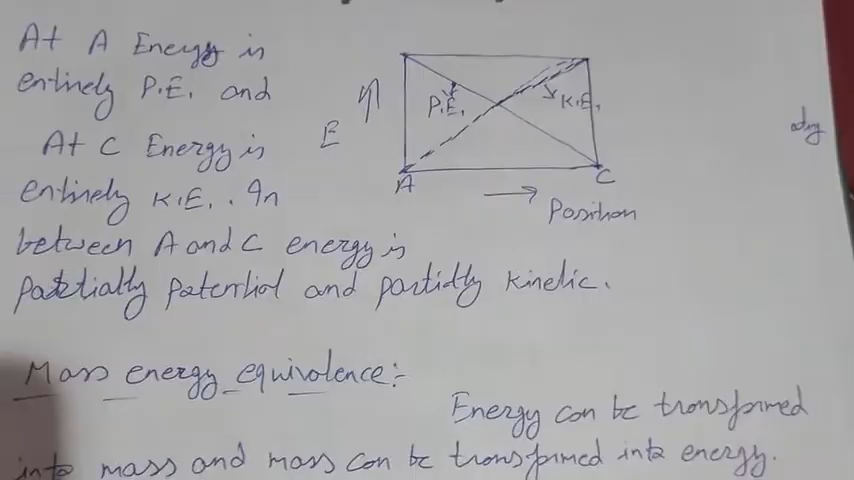 At A Energy is
entirely P.E. and
At C Energy is
entirely K.E. . In
between A and C energy is
partially potential and partially kinetic.
E
P.E.
K.E.
A
C
Position
Mass energy equivalence:-
Energy can be transformed
into mass and mass can be transformed into energy.